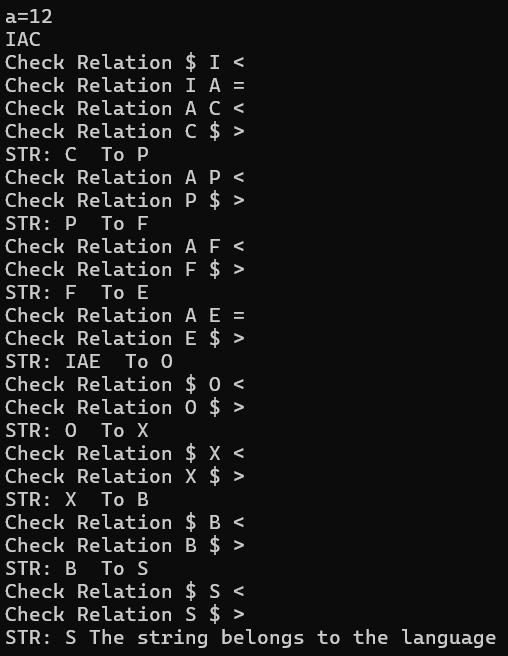 a=12
IAC
Check Relation $ I <
Check Relation I A =
Check Relation A C <
Check Relation C $ >
STR: C  To P
Check Relation A P <
Check Relation P $ >
STR: P  To F
Check Relation A F <
Check Relation F $ >
STR: F  To E
Check Relation A E =
Check Relation E $ >
STR: IAE  To O
Check Relation $ O <
Check Relation O $ >
STR: O  To X
Check Relation $ X <
Check Relation X $ >
STR: X  To B
Check Relation $ B <
Check Relation B $ >
STR: B  To S
Check Relation $ S <
Check Relation S $ >
STR: S The string belongs to the language